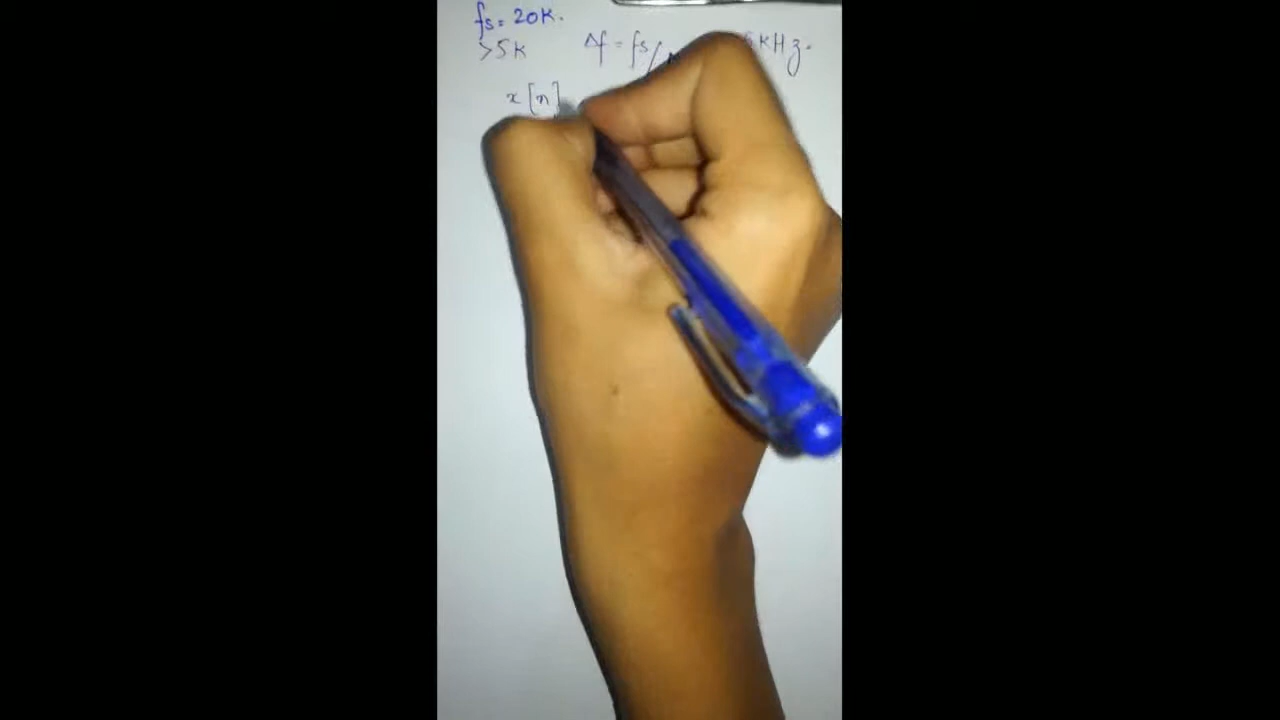 fs = 20K.
>5K Δf = fs/ KHz.
x[n]